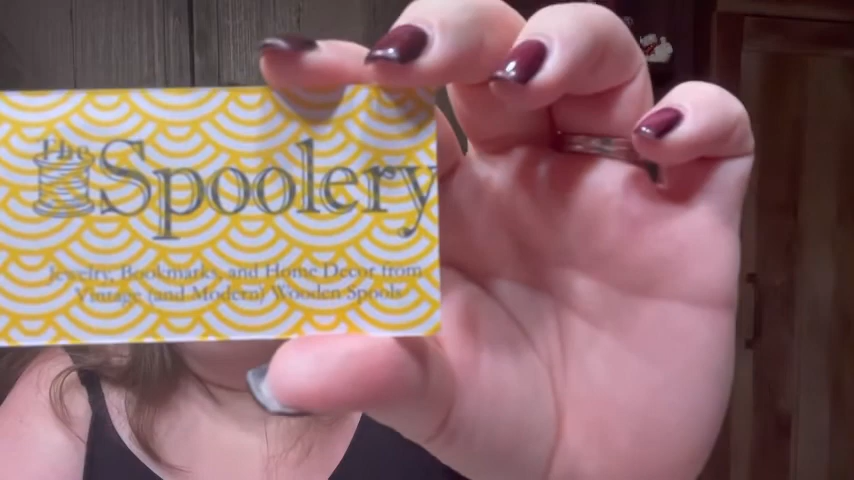 The Spoolery
Jewelry, Bookmarks, and Home Decor from
Vintage (and Modern) Wooden Spools